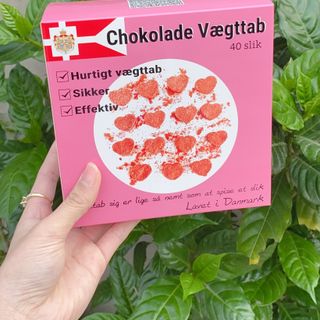 Chokolade Vægttab
40 slik
Hurtigt vægttab
Sikker
Effektiv
tab sig er lige så nemt som at spise et dik
Lavet i Danmark